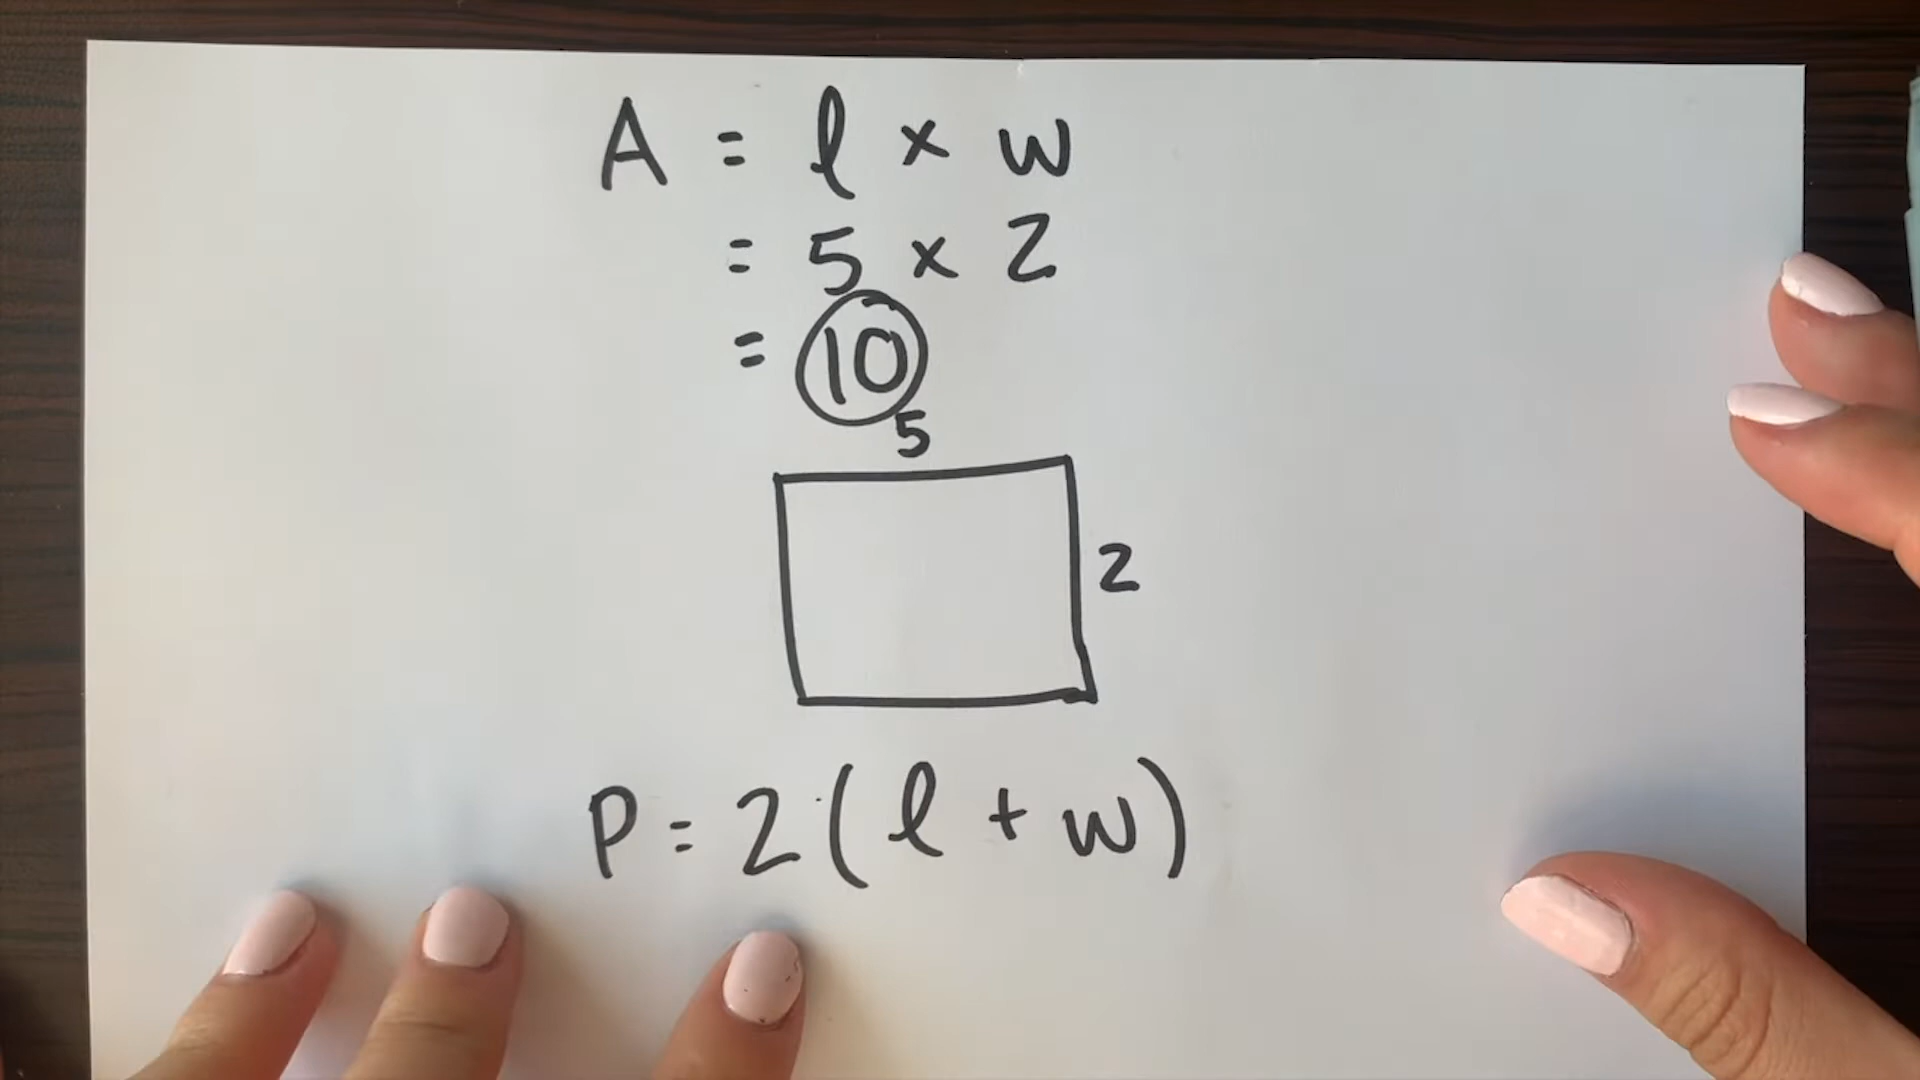 A = l x w
= 5 x 2
= 10
5
2
P = 2 ( l + w )